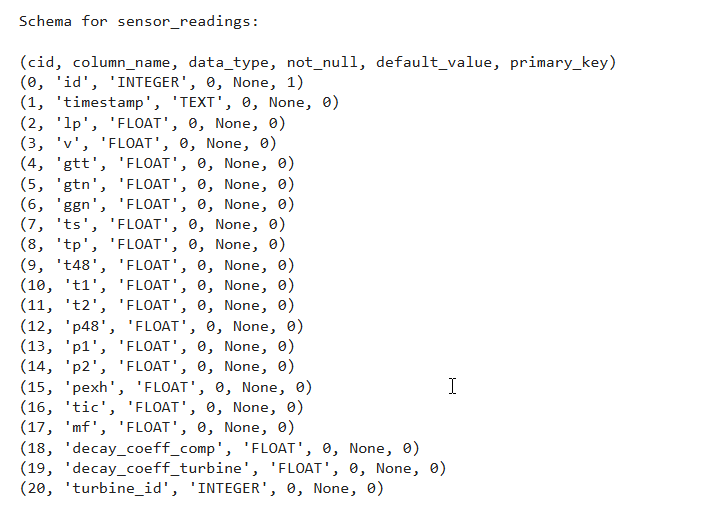 Schema for sensor_readings:
(cid, column_name, data_type, not_null, default_value, primary_key)
(0, 'id', 'INTEGER', 0, None, 1)
(1, 'timestamp', 'TEXT', 0, None, 0)
(2, 'lp', 'FLOAT', 0, None, 0)
(3, 'v', 'FLOAT', 0, None, 0)
(4, 'gtt', 'FLOAT', 0, None, 0)
(5, 'gtn', 'FLOAT', 0, None, 0)
(6, 'ggn', 'FLOAT', 0, None, 0)
(7, 'ts', 'FLOAT', 0, None, 0)
(8, 'tp', 'FLOAT', 0, None, 0)
(9, 't48', 'FLOAT', 0, None, 0)
(10, 't1', 'FLOAT', 0, None, 0)
(11, 't2', 'FLOAT', 0, None, 0)
(12, 'p48', 'FLOAT', 0, None, 0)
(13, 'p1', 'FLOAT', 0, None, 0)
(14, 'p2', 'FLOAT', 0, None, 0)
(15, 'pexh', 'FLOAT', 0, None, 0)
(16, 'tic', 'FLOAT', 0, None, 0)
(17, 'mf', 'FLOAT', 0, None, 0)
(18, 'decay_coeff_comp', 'FLOAT', 0, None, 0)
(19, 'decay_coeff_turbine', 'FLOAT', 0, None, 0)
(20, 'turbine_id', 'INTEGER', 0, None, 0)